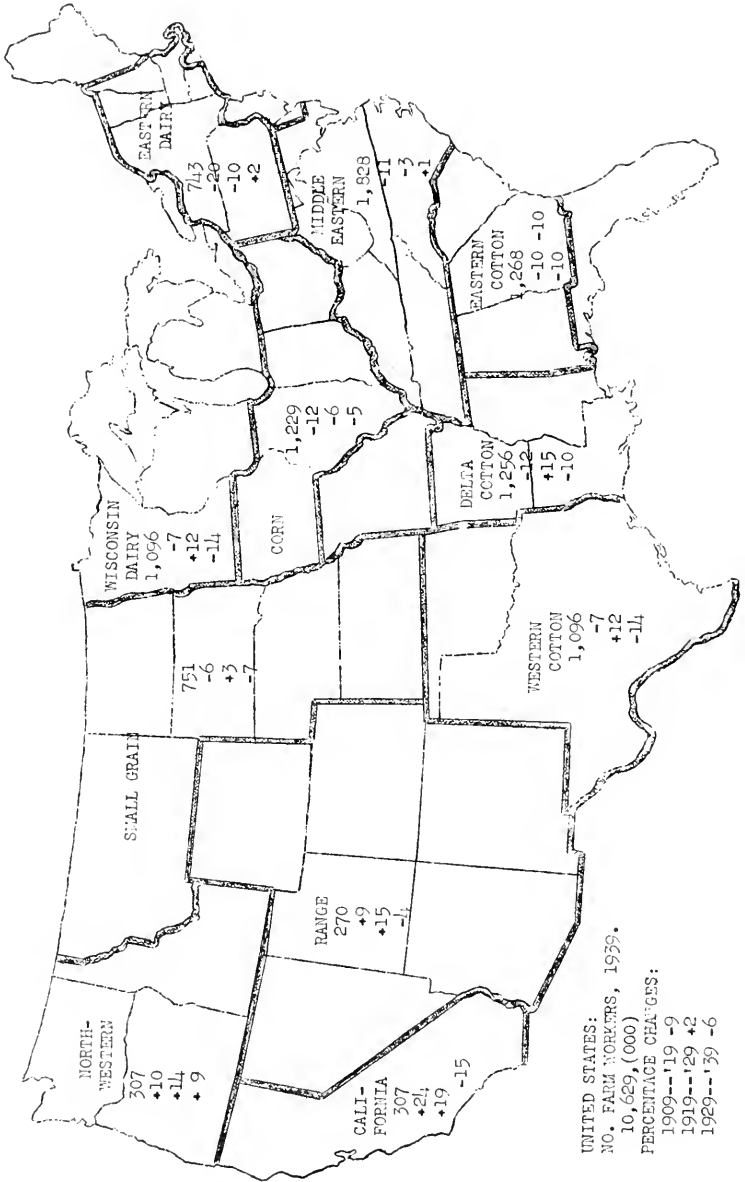 NORTH-
WESTERN
307
+10
+14
+ 9
SMALL GRAIN
751
-6
+3
-7
WISCONSIN
DAIRY
1,096
-7
+12
-14
EASTERN
DAIRY
743
-20
-10
+2
CALI-
FORNIA
307
+24
+19
-15
RANGE
270
+9
+15
-4
CORN
1,229
-12
-6
-5
MIDDLE
EASTERN
1,828
-11
-3
+1
WESTERN
COTTON
1,096
-7
+12
-14
DELTA
COTTON
1,256
-12
+15
-10
EASTERN
COTTON
1,268
-10 -10
-10
UNITED STATES:
NO. FARM WORKERS, 1939.
10,629,(000)
PERCENTAGE CHANGES:
1909--'19 -9
1919--'29 +2
1929--'39 -6